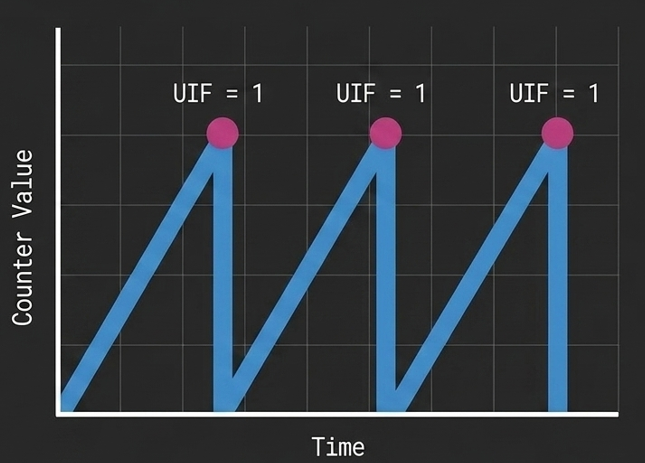 UIF = 1
UIF = 1
UIF = 1
Counter Value
Time